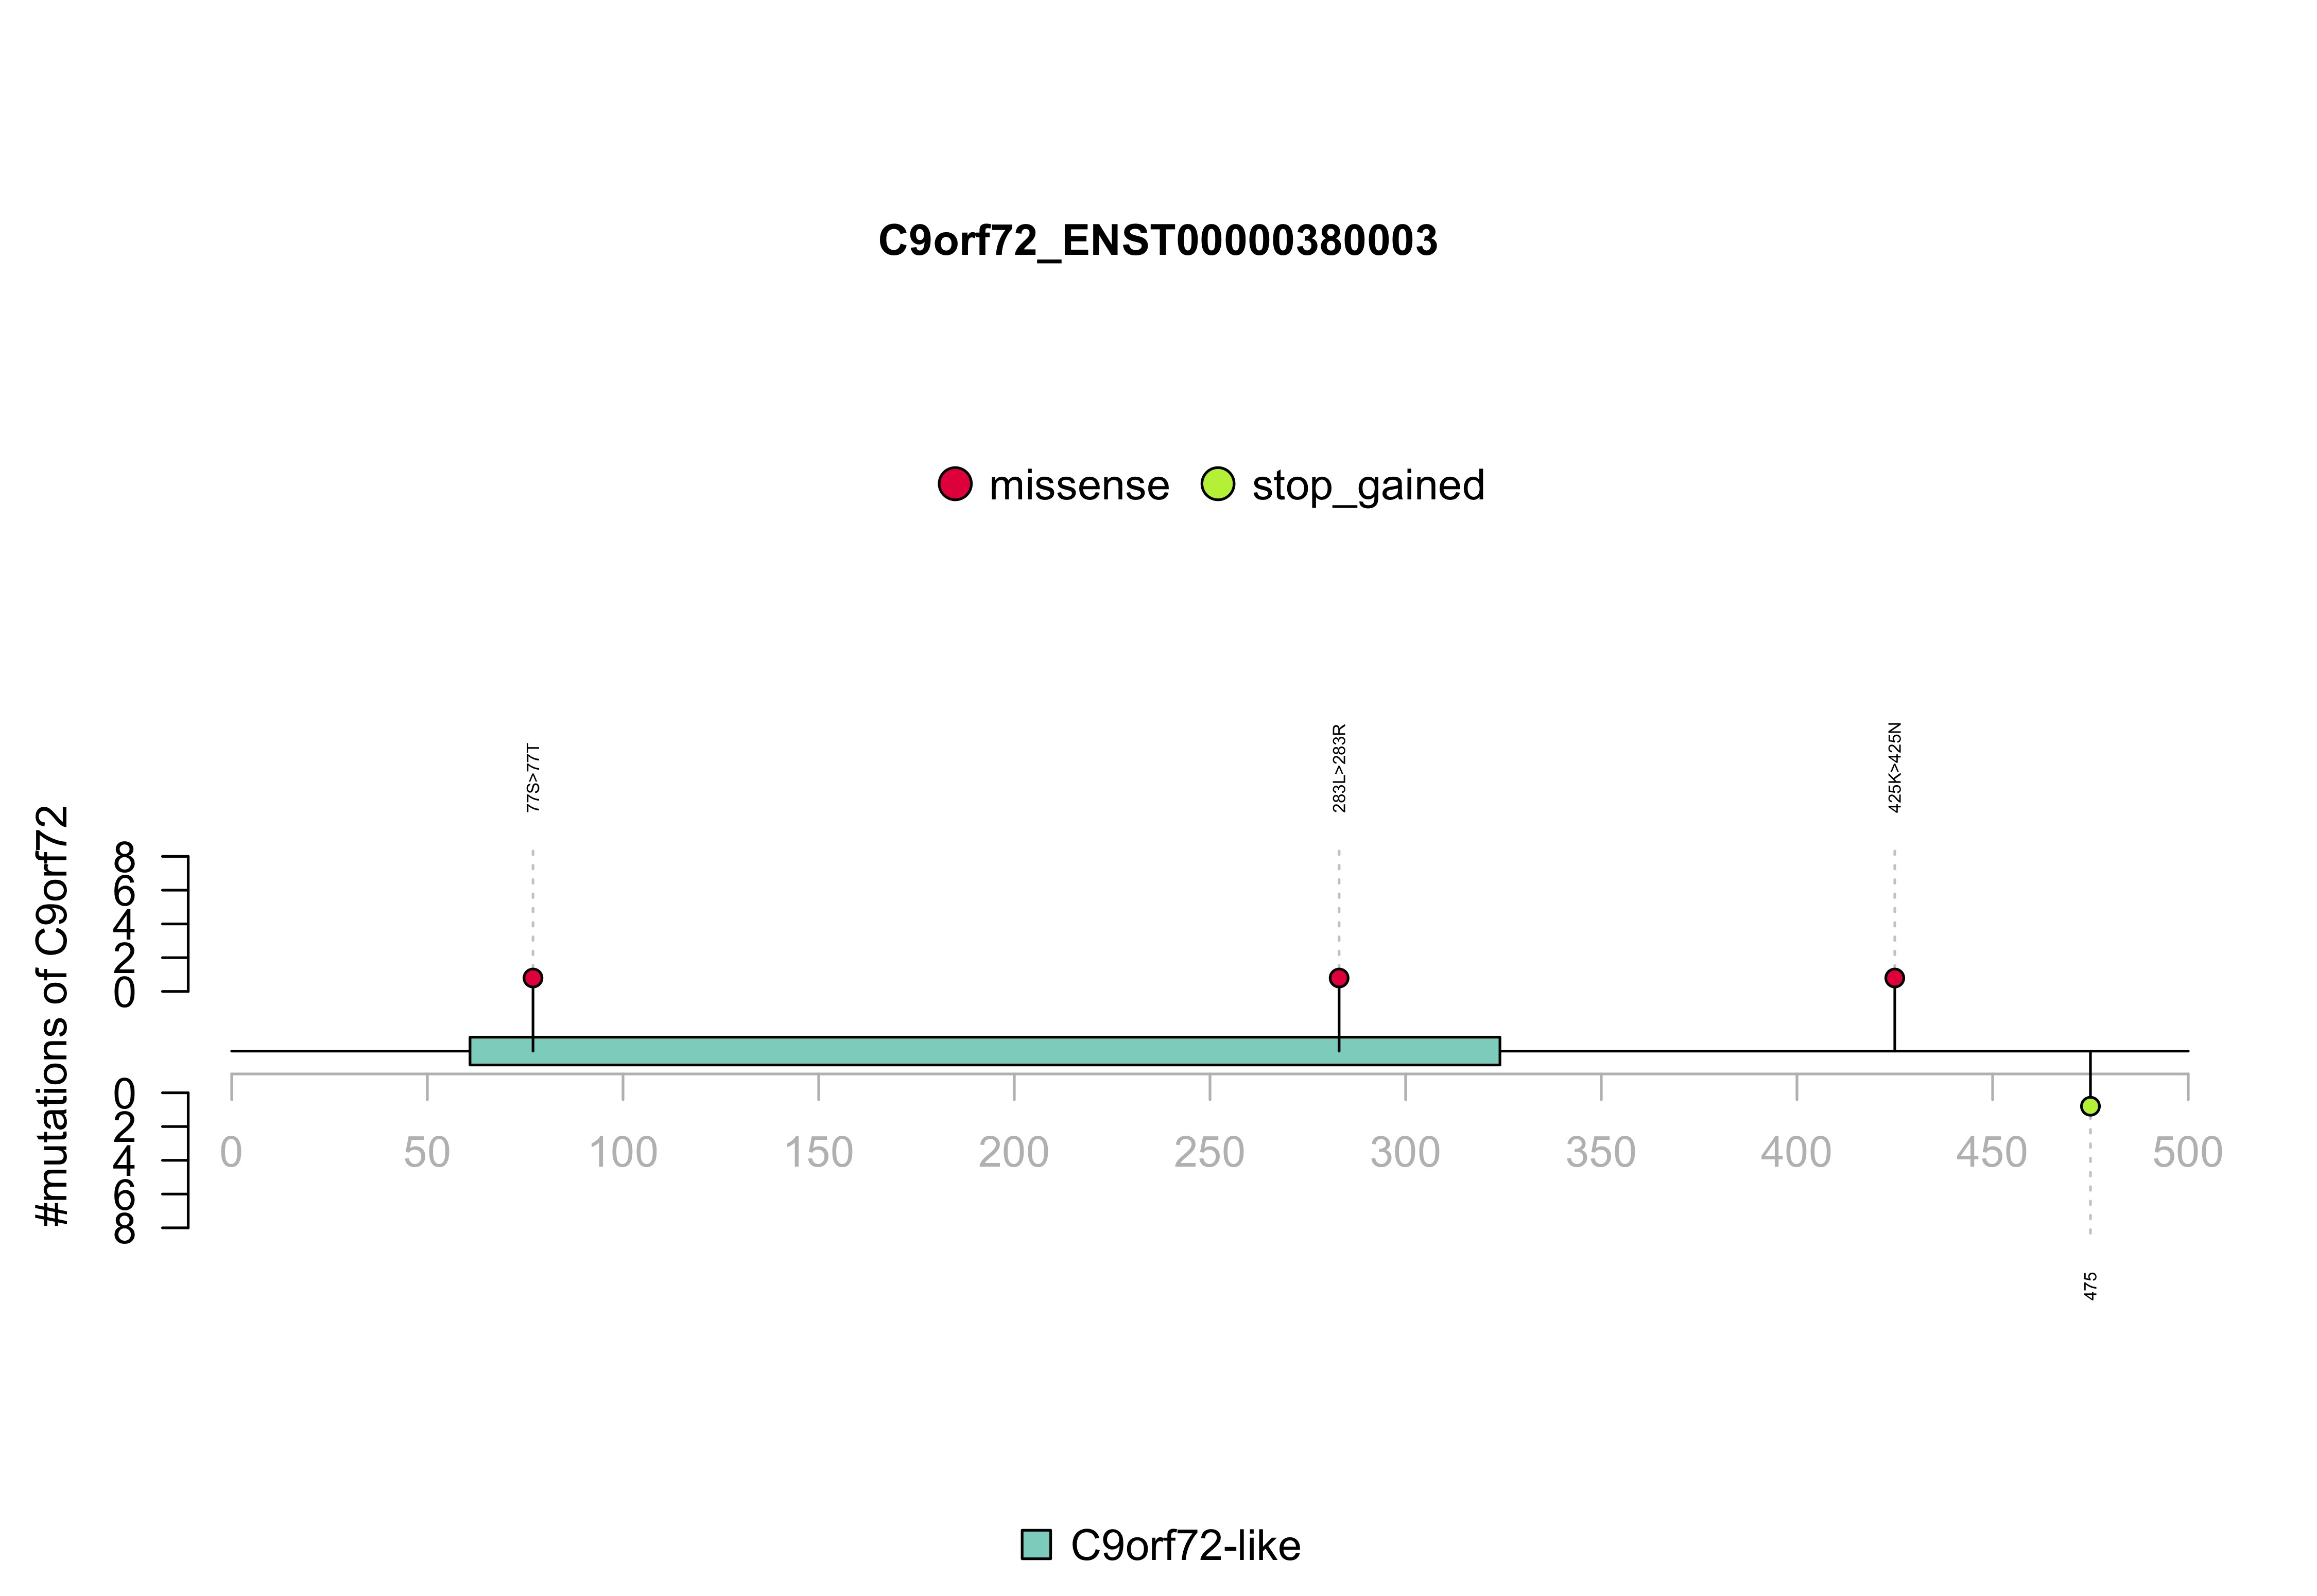 C9orf72_ENST00000380003
missense stop_gained
77S>77T
283L>283R
425K>425N
#mutations of C9orf72
8
6
4
2
0
0
2
4
6
8
0 50 100 150 200 250 300 350 400 450 500
475
C9orf72-like